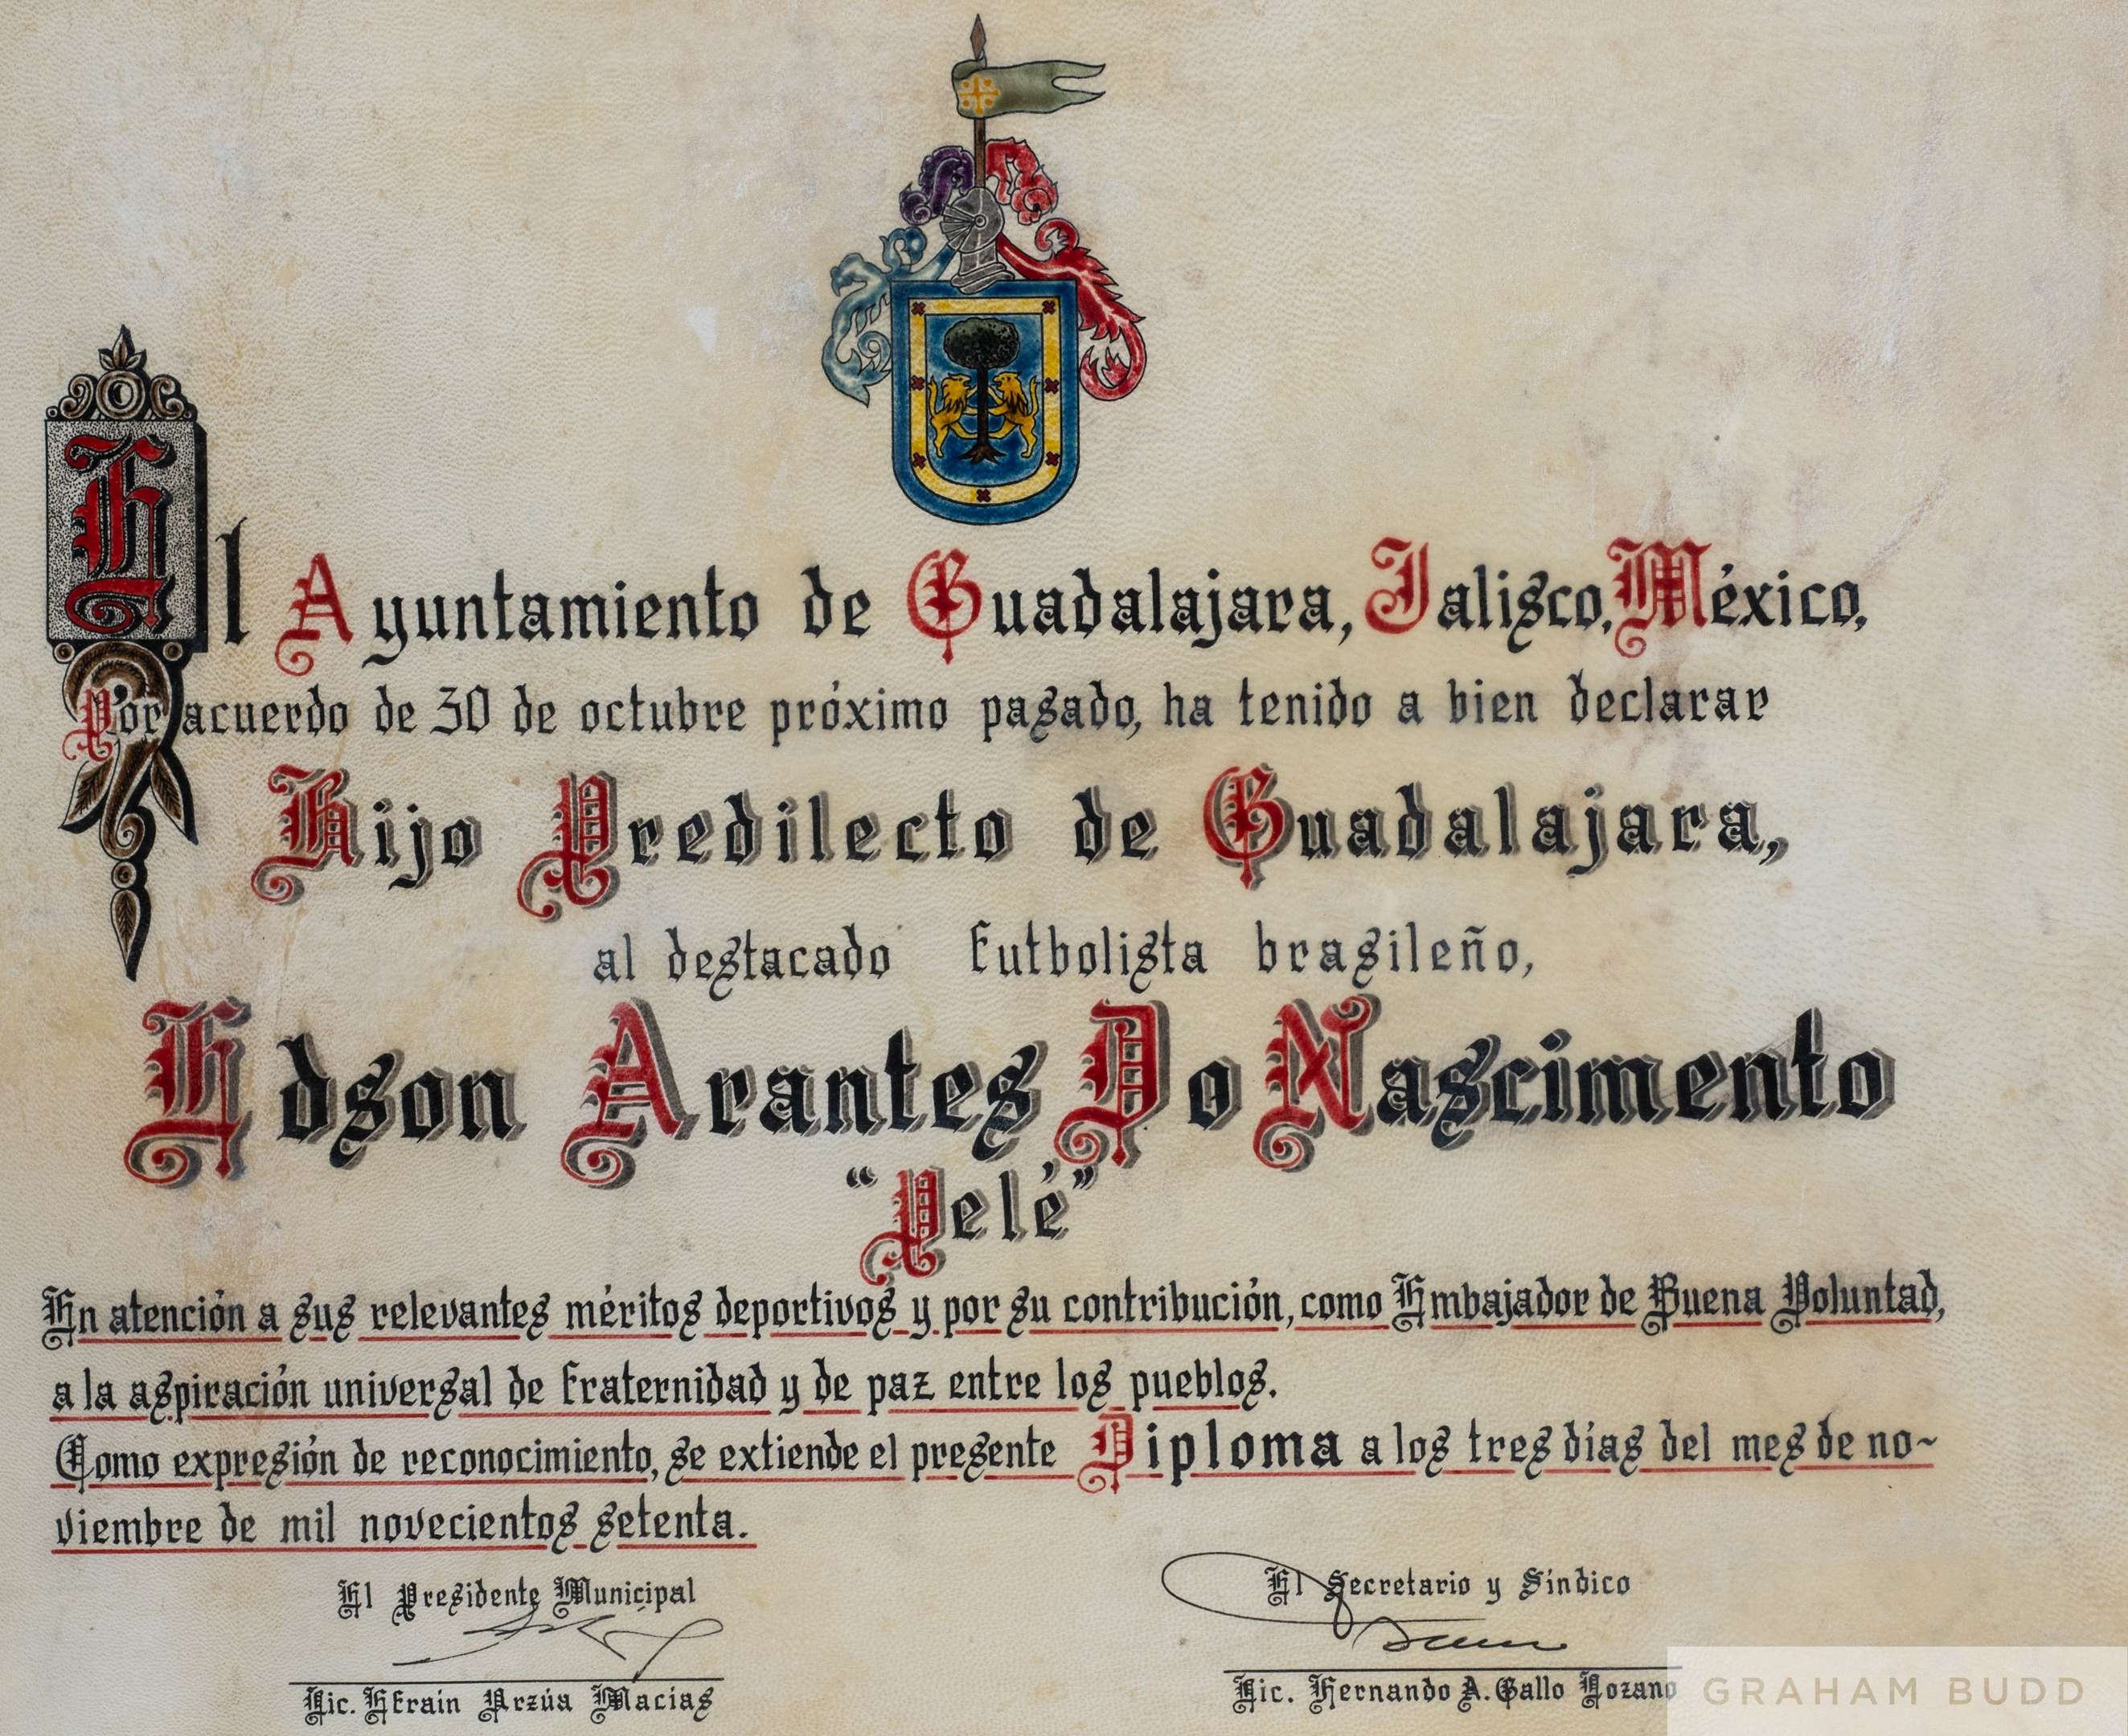 El Ayuntamiento de Guadalajara, Jalisco, México,
Por acuerdo de 30 de octubre próximo pasado, ha tenido a bien declarar
Hijo Predilecto de Guadalajara,
al destacado futbolista brasileño,
Edson Arantes Do Nascimento
"Pelé"
En atención a sus relevantes méritos deportivos y por su contribución, como Embajador de Buena Voluntad,
a la aspiración universal de fraternidad y de paz entre los pueblos.
Como expresión de reconocimiento, se extiende el presente Diploma a los tres días del mes de no~
viembre de mil novecientos setenta.
El Presidente Municipal
Lic. Efraín Urzúa Macías
El Secretario y Síndico
Lic. Hernando A. Gallo Lozano
GRAHAM BUDD